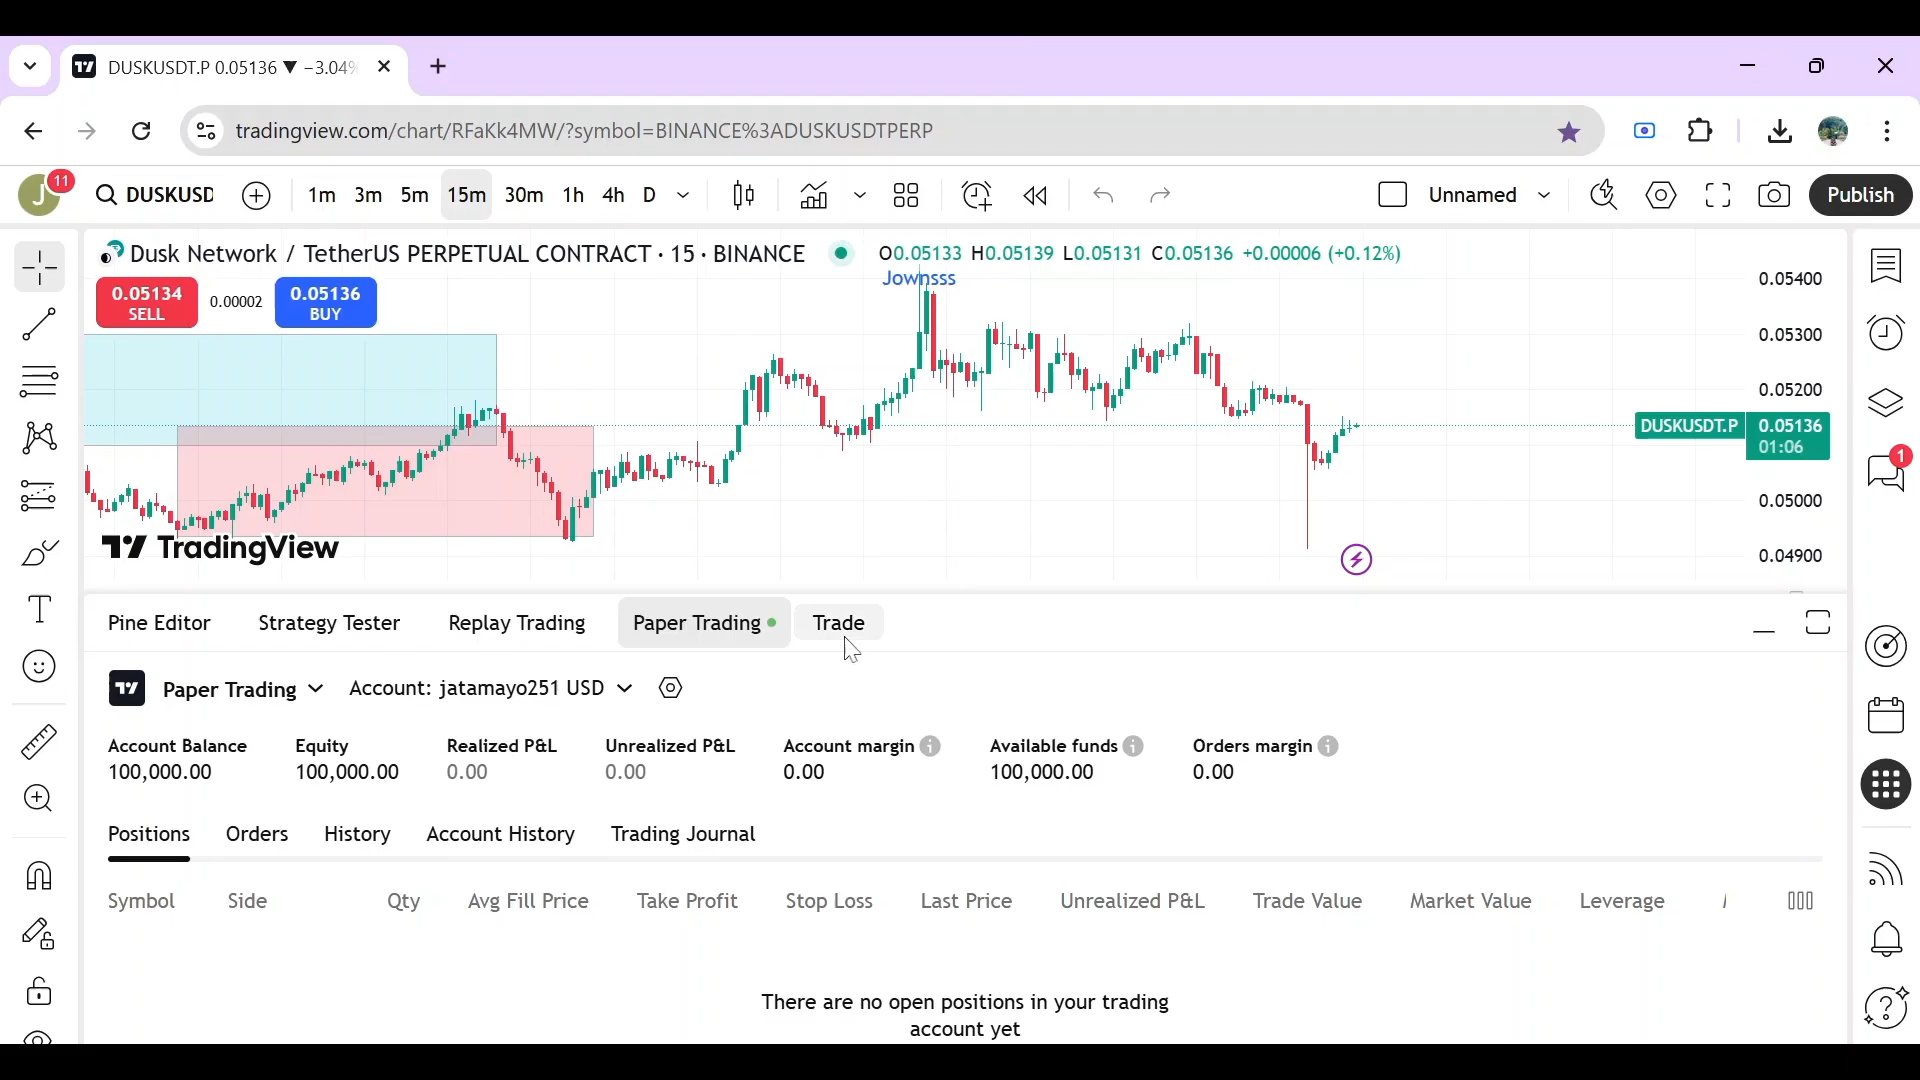 DUSKUSDT.P 0.05136 ▼ −3.04%
tradingview.com/chart/RFaKk4MW/?symbol=BINANCE%3ADUSKUSDTPERP
J 11 DUSKUSD 1m 3m 5m 15m 30m 1h 4h D Unnamed Publish
Dusk Network / TetherUS PERPETUAL CONTRACT · 15 · BINANCE O0.05133 H0.05139 L0.05131 C0.05136 +0.00006 (+0.12%)
Jownsss
0.05134 SELL
0.00002
0.05136 BUY
0.05400
0.05300
0.05200
DUSKUSDT.P 0.05136
01:06
0.05000
0.04900
1
TradingView
Pine Editor Strategy Tester Replay Trading Paper Trading Trade
Paper Trading Account: jatamayo251 USD
Account Balance Equity Realized P&L Unrealized P&L Account margin Available funds Orders margin
100,000.00 100,000.00 0.00 0.00 0.00 100,000.00 0.00
Positions Orders History Account History Trading Journal
Symbol Side Qty Avg Fill Price Take Profit Stop Loss Last Price Unrealized P&L Trade Value Market Value Leverage
There are no open positions in your trading
account yet